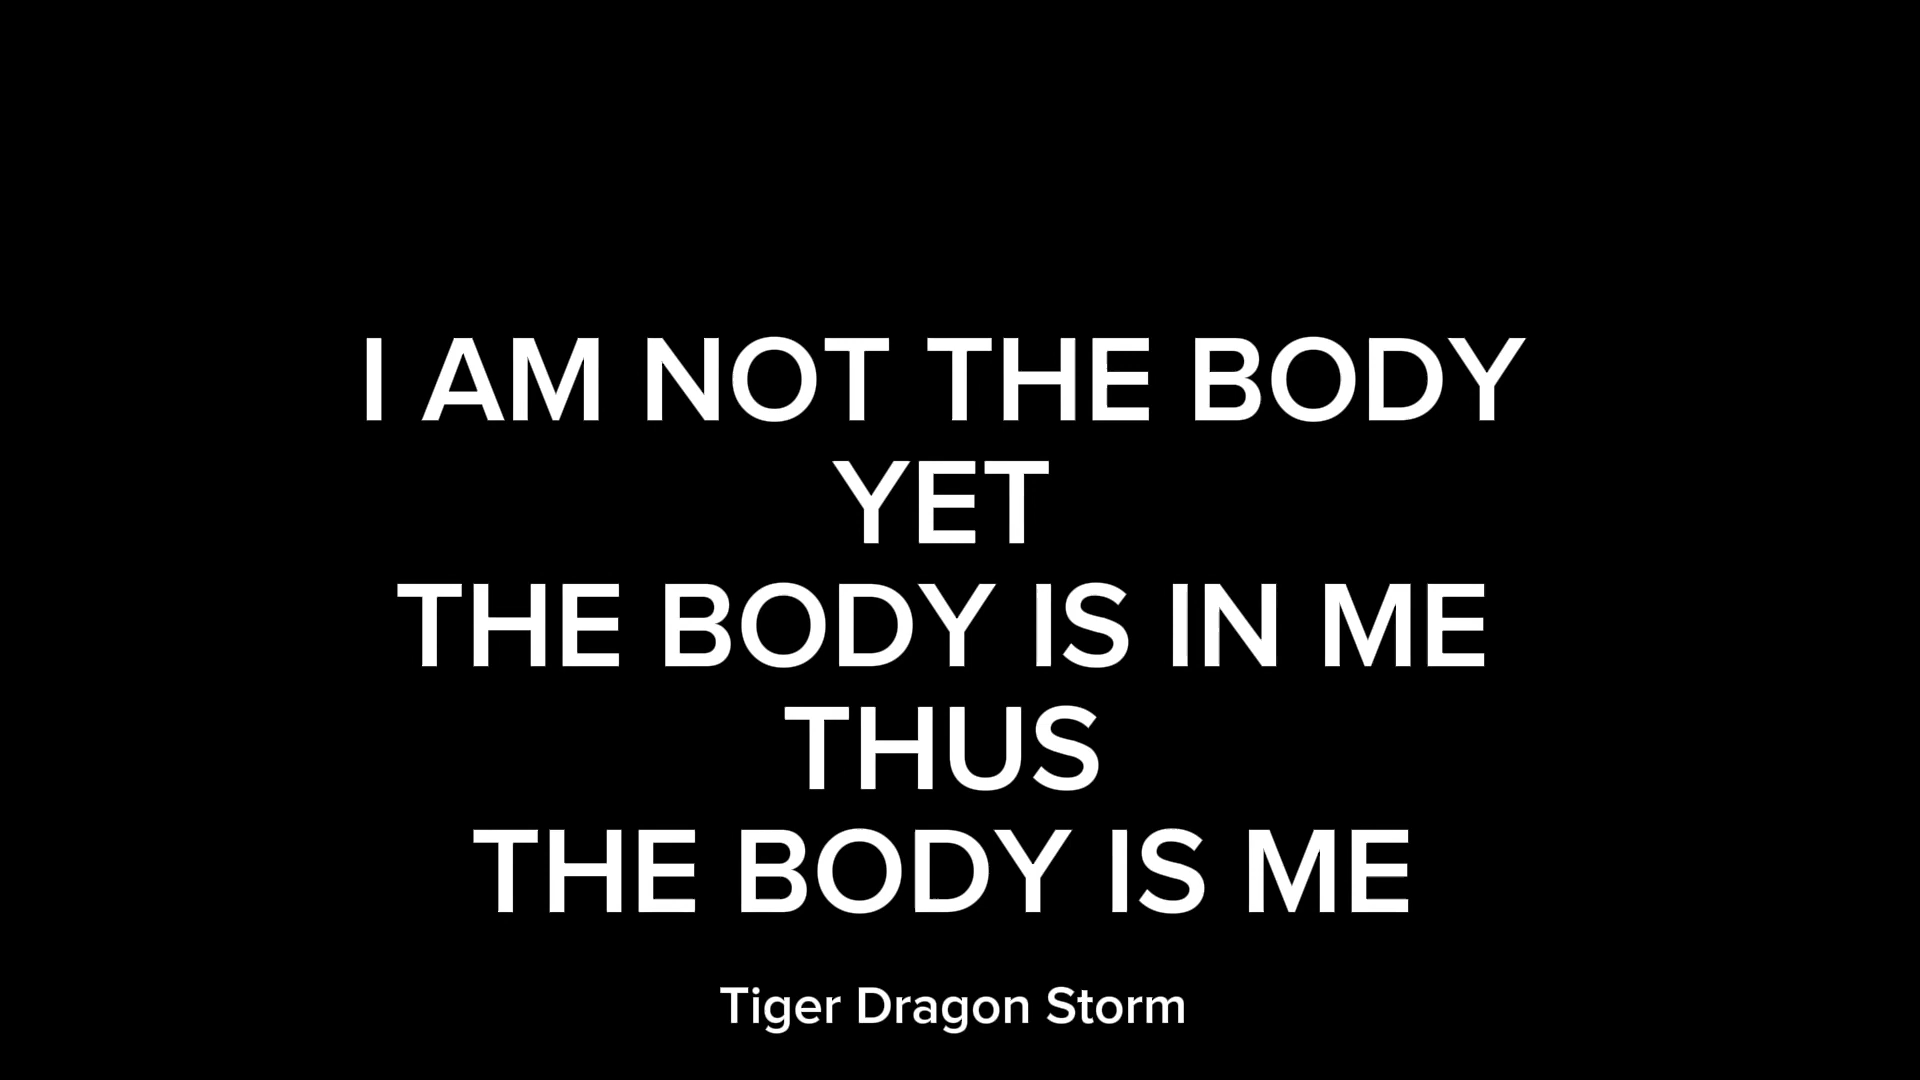 I AM NOT THE BODY
YET
THE BODY IS IN ME
THUS
THE BODY IS ME
Tiger Dragon Storm